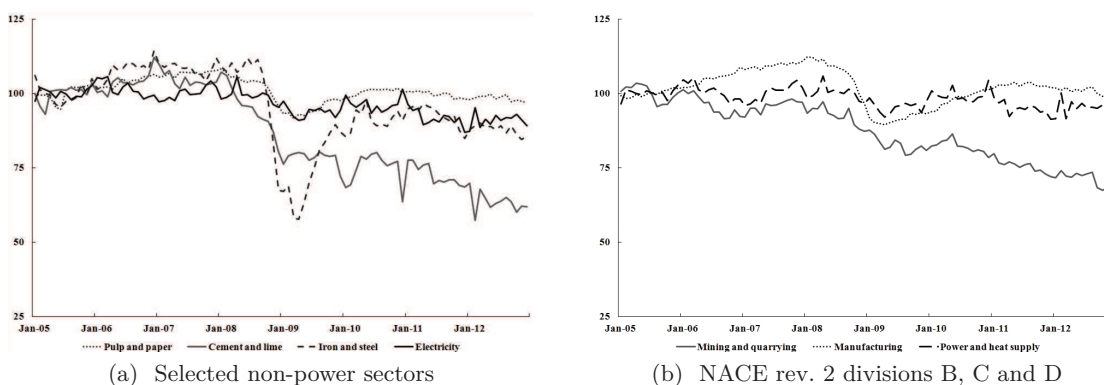 125
100
75
50
25
Jan-05 Jan-06 Jan-07 Jan-08 Jan-09 Jan-10 Jan-11 Jan-12
Pulp and paper Cement and lime Iron and steel Electricity
(a) Selected non-power sectors
125
100
75
50
25
Jan-05 Jan-06 Jan-07 Jan-08 Jan-09 Jan-10 Jan-11 Jan-12
Mining and quarrying Manufacturing Power and heat supply
(b) NACE rev. 2 divisions B, C and D